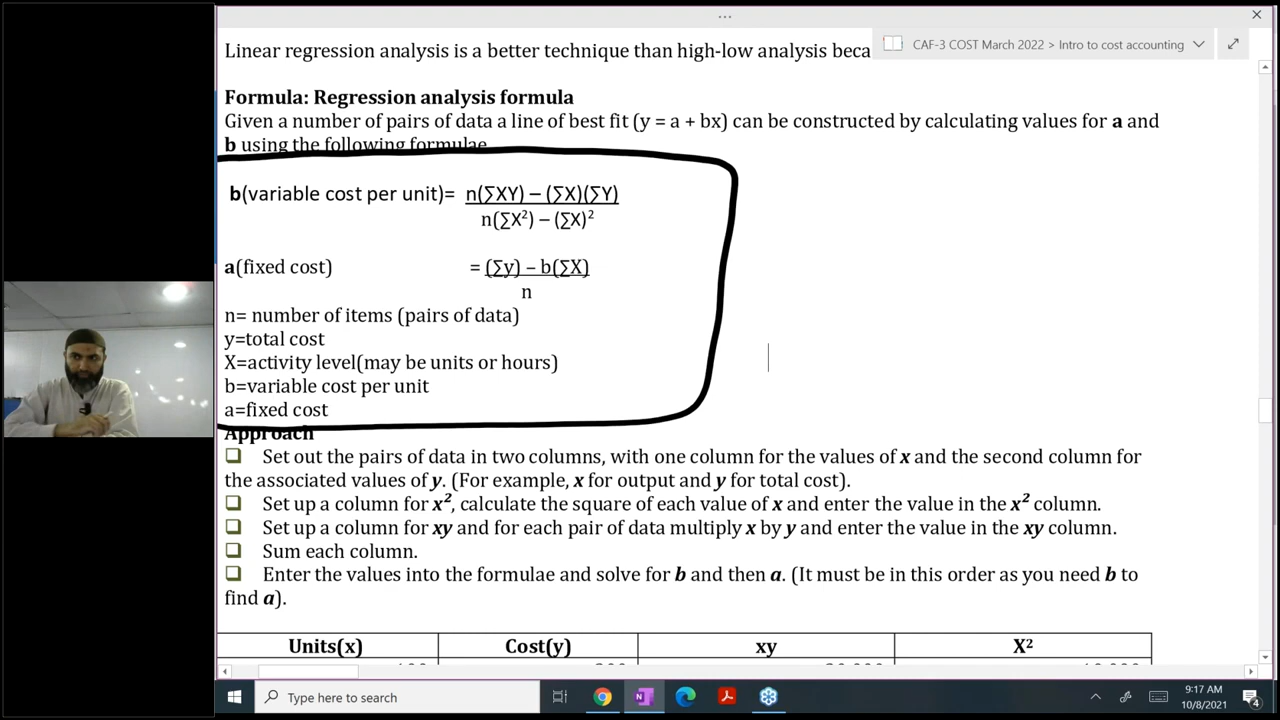 Linear regression analysis is a better technique than high-low analysis beca
CAF-3 COST March 2022 > Intro to cost accounting
Formula: Regression analysis formula
Given a number of pairs of data a line of best fit (y = a + bx) can be constructed by calculating values for a and
b using the following formulae
b(variable cost per unit)= n(∑XY) – (∑X)(∑Y)
n(∑X²) – (∑X)²
a(fixed cost) = (∑y) – b(∑X)
n
n= number of items (pairs of data)
y=total cost
X=activity level(may be units or hours)
b=variable cost per unit
a=fixed cost
Approach
❑ Set out the pairs of data in two columns, with one column for the values of x and the second column for
the associated values of y. (For example, x for output and y for total cost).
❑ Set up a column for x², calculate the square of each value of x and enter the value in the x² column.
❑ Set up a column for xy and for each pair of data multiply x by y and enter the value in the xy column.
❑ Sum each column.
❑ Enter the values into the formulae and solve for b and then a. (It must be in this order as you need b to
find a).
Units(x) Cost(y) xy X²
Type here to search
9:17 AM
10/8/2021
4